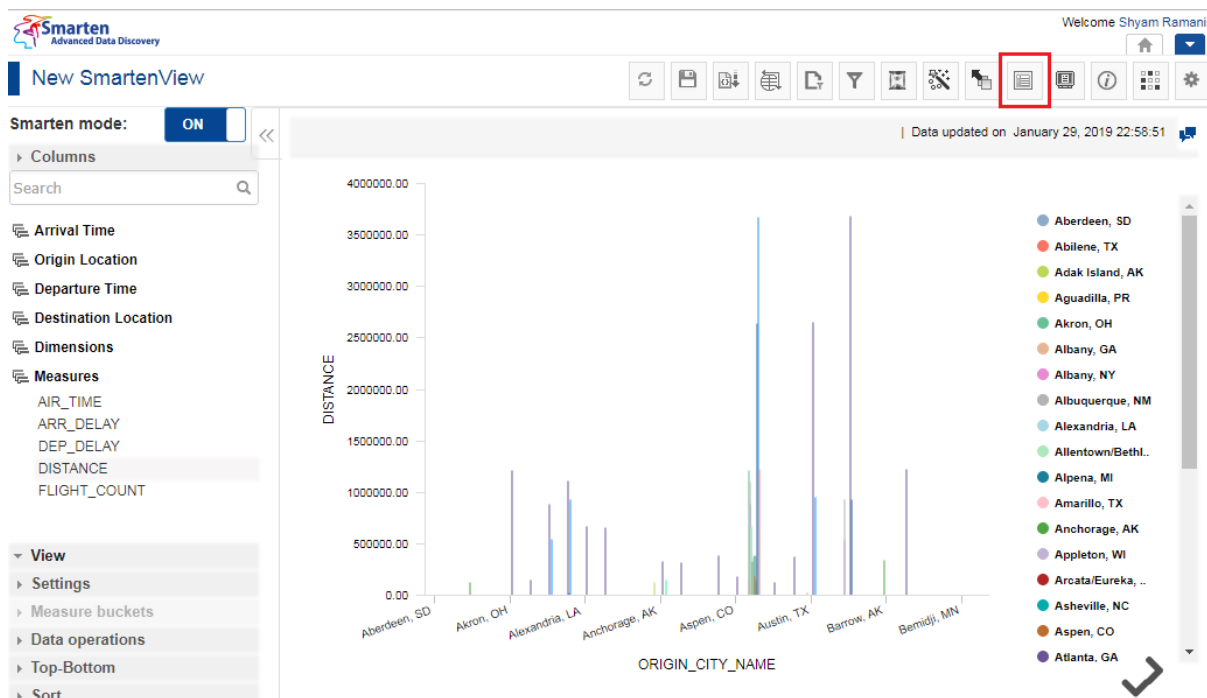 Smarten
Advanced Data Discovery
Welcome Shyam Ramani
New SmartenView
Smarten mode:
ON
| Data updated on January 29, 2019 22:58:51
Columns
Search
Arrival Time
Origin Location
Departure Time
Destination Location
Dimensions
Measures
AIR_TIME
ARR_DELAY
DEP_DELAY
DISTANCE
FLIGHT_COUNT
View
Settings
Measure buckets
Data operations
Top-Bottom
Sort
4000000.00
3500000.00
3000000.00
2500000.00
2000000.00
1500000.00
1000000.00
500000.00
0.00
DISTANCE
Aberdeen, SD
Akron, OH
Alexandria, LA
Anchorage, AK
Aspen, CO
Austin, TX
Barrow, AK
Bemidji, MN
ORIGIN_CITY_NAME
Aberdeen, SD
Abilene, TX
Adak Island, AK
Aguadilla, PR
Akron, OH
Albany, GA
Albany, NY
Albuquerque, NM
Alexandria, LA
Allentown/Bethl..
Alpena, MI
Amarillo, TX
Anchorage, AK
Appleton, WI
Arcata/Eureka, ..
Asheville, NC
Aspen, CO
Atlanta, GA